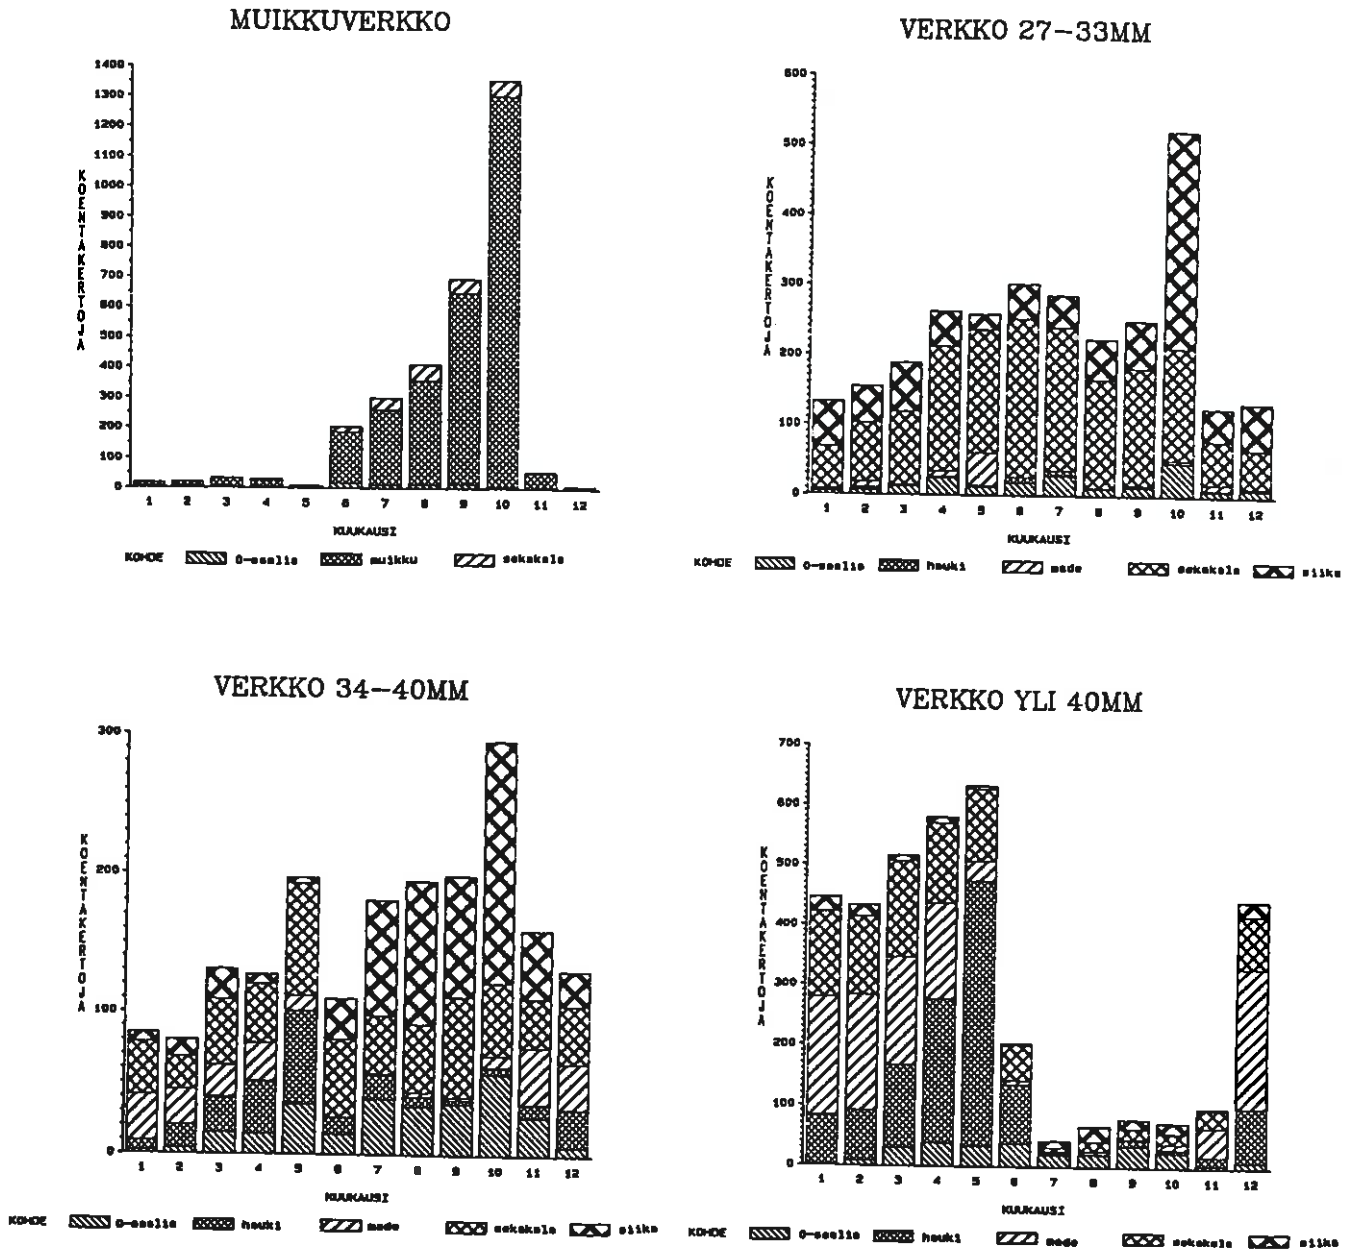 MUIKKUVERKKO
1400
1300
1200
1100
1000
900
800
700
600
500
400
300
200
100
0
KOENTAKERTOJA
1 2 3 4 5 6 7 8 9 10 11 12
KUUKAUSI
KOHDE 0-saalis muikku sekakala
VERKKO 27-33MM
600
500
400
300
200
100
0
KOENTAKERTOJA
1 2 3 4 5 6 7 8 9 10 11 12
KUUKAUSI
KOHDE 0-saalis hauki made sekakala siika
VERKKO 34-40MM
300
200
100
0
KOENTAKERTOJA
1 2 3 4 5 6 7 8 9 10 11 12
KUUKAUSI
KOHDE 0-saalis hauki made sekakala siika
VERKKO YLI 40MM
700
600
500
400
300
200
100
0
KOENTAKERTOJA
1 2 3 4 5 6 7 8 9 10 11 12
KUUKAUSI
KOHDE 0-saalis hauki made sekakala siika